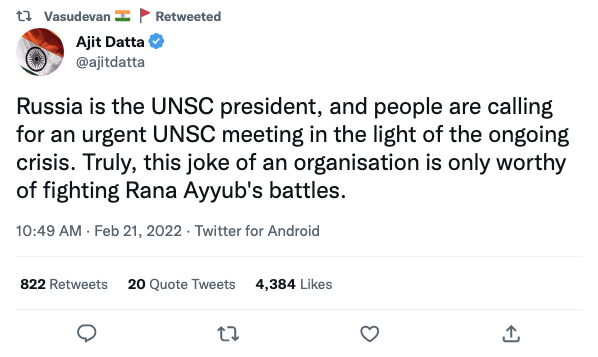 Vasudevan 🇮🇳 🚩 Retweeted
Ajit Datta
@ajitdatta
Russia is the UNSC president, and people are calling
for an urgent UNSC meeting in the light of the ongoing
crisis. Truly, this joke of an organisation is only worthy
of fighting Rana Ayyub's battles.
10:49 AM · Feb 21, 2022 · Twitter for Android
822 Retweets 20 Quote Tweets 4,384 Likes